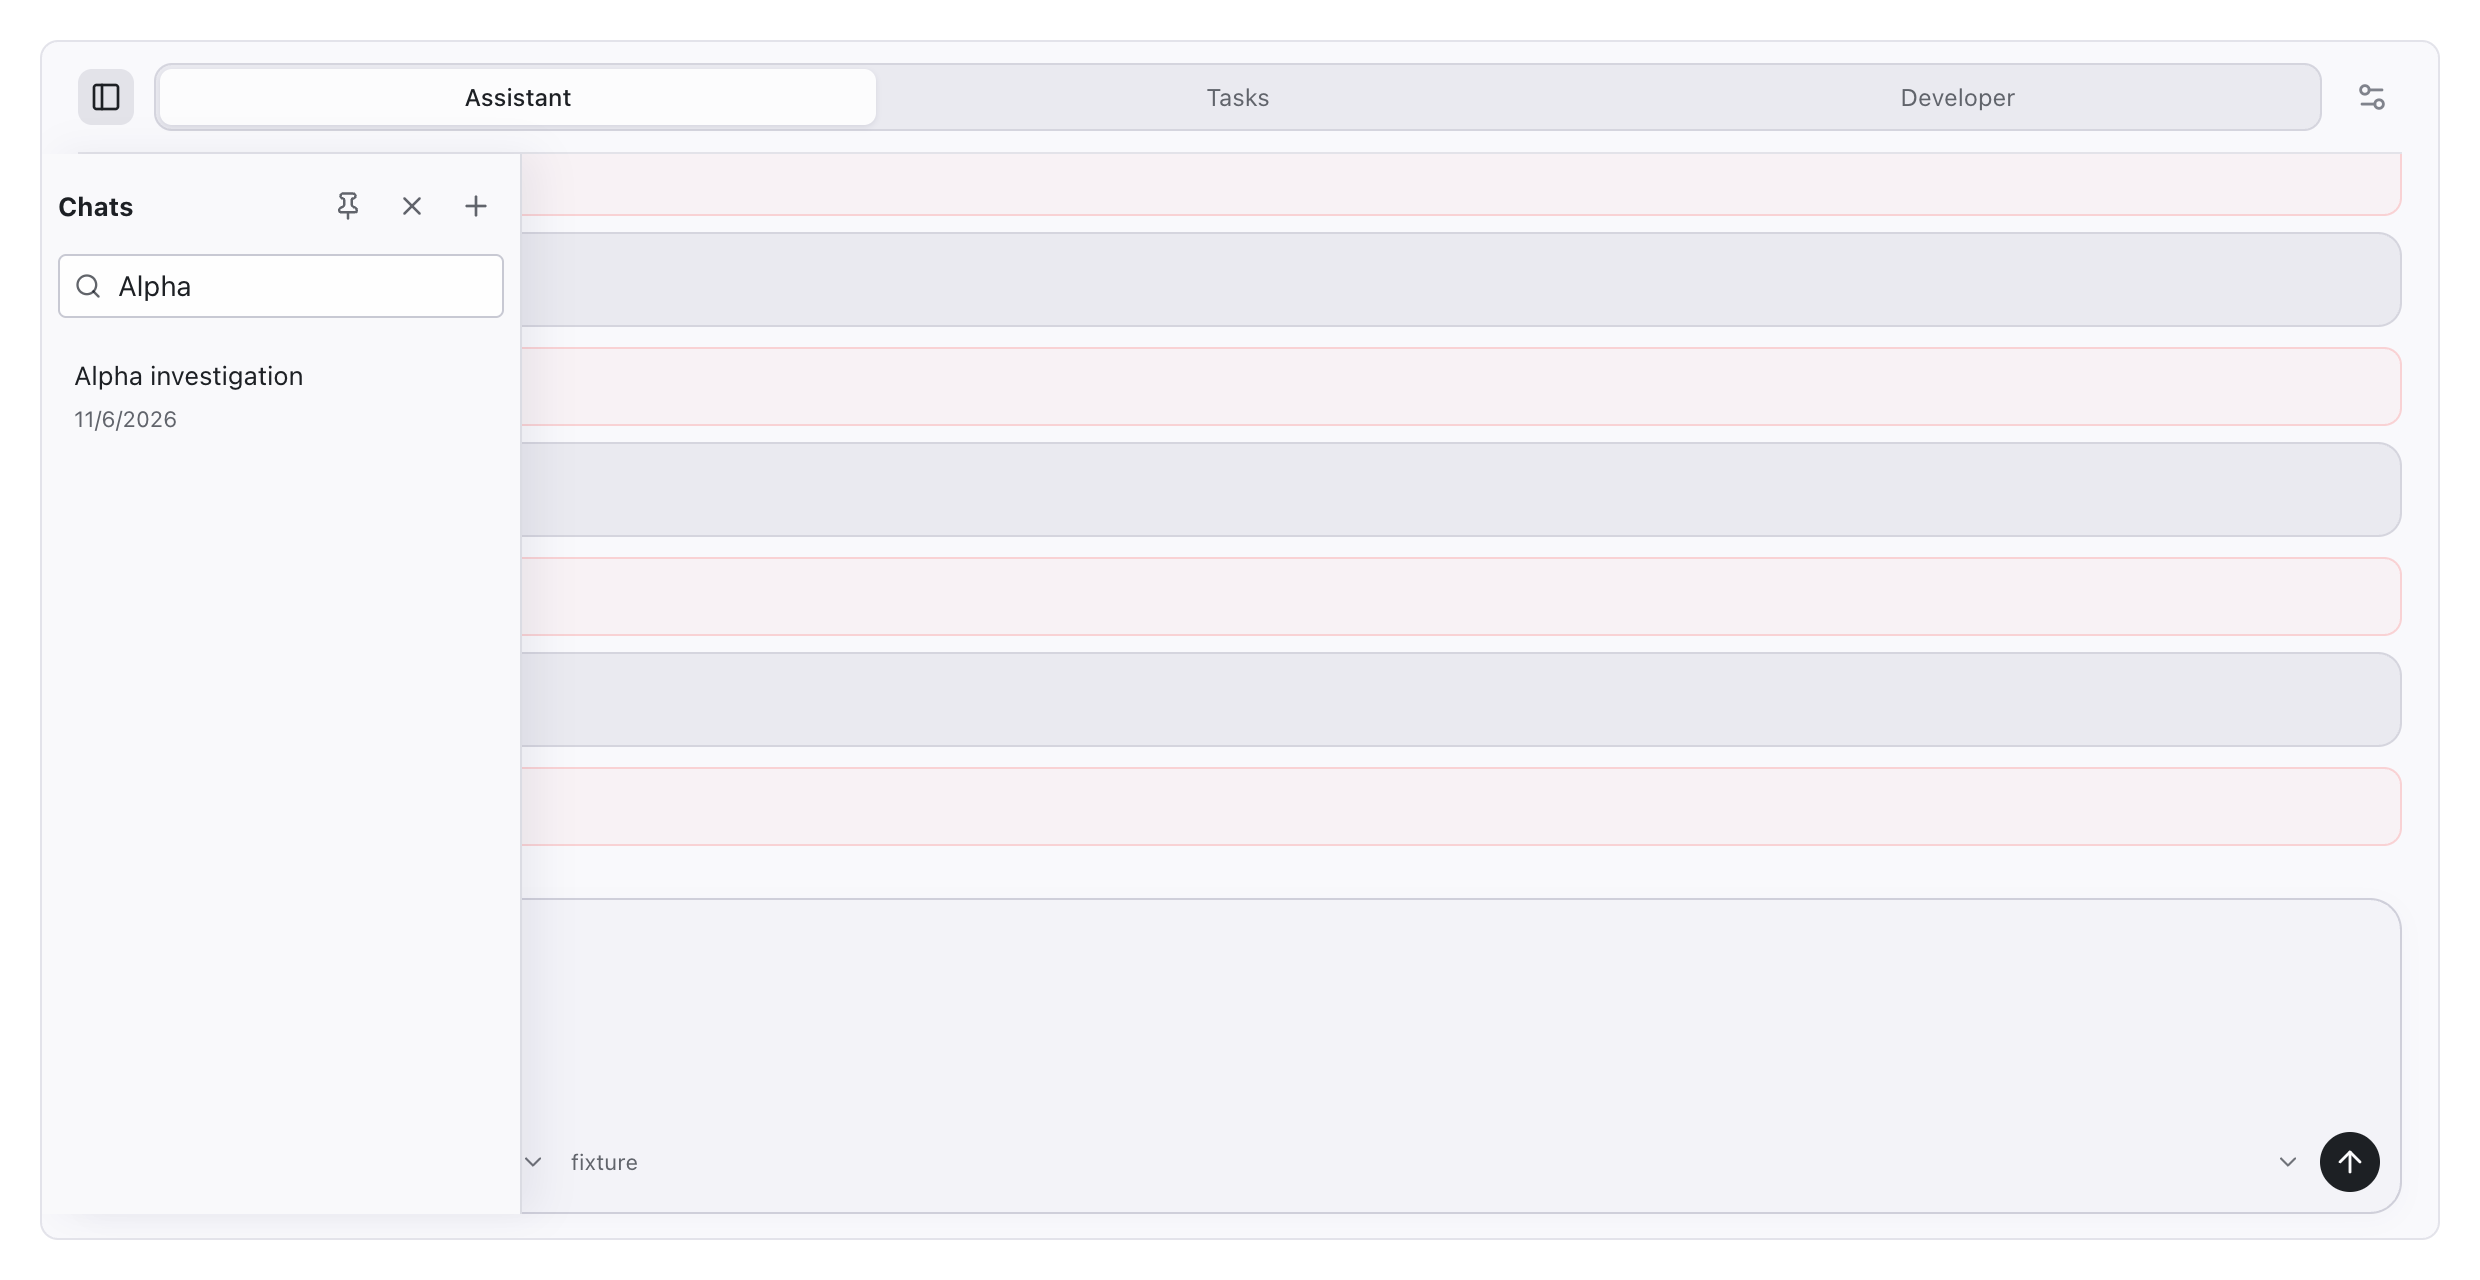 Assistant
Tasks
Developer
Chats
Alpha
Alpha investigation
11/6/2026
fixture